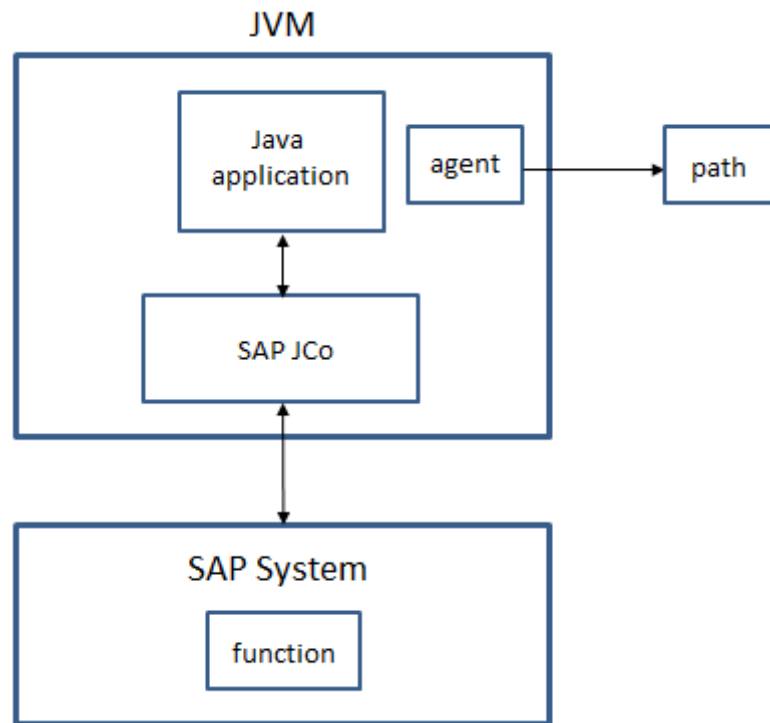 JVM
Java
application
agent
path
SAP JCo
SAP System
function